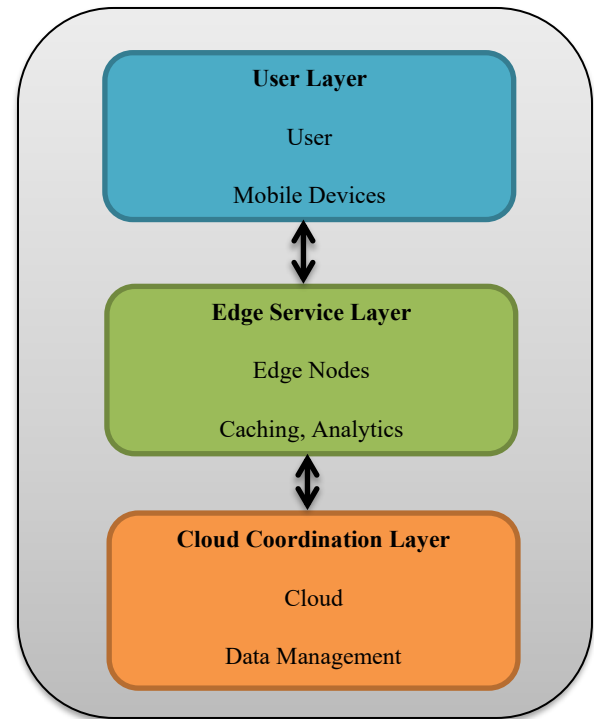 User Layer
User
Mobile Devices
Edge Service Layer
Edge Nodes
Caching, Analytics
Cloud Coordination Layer
Cloud
Data Management